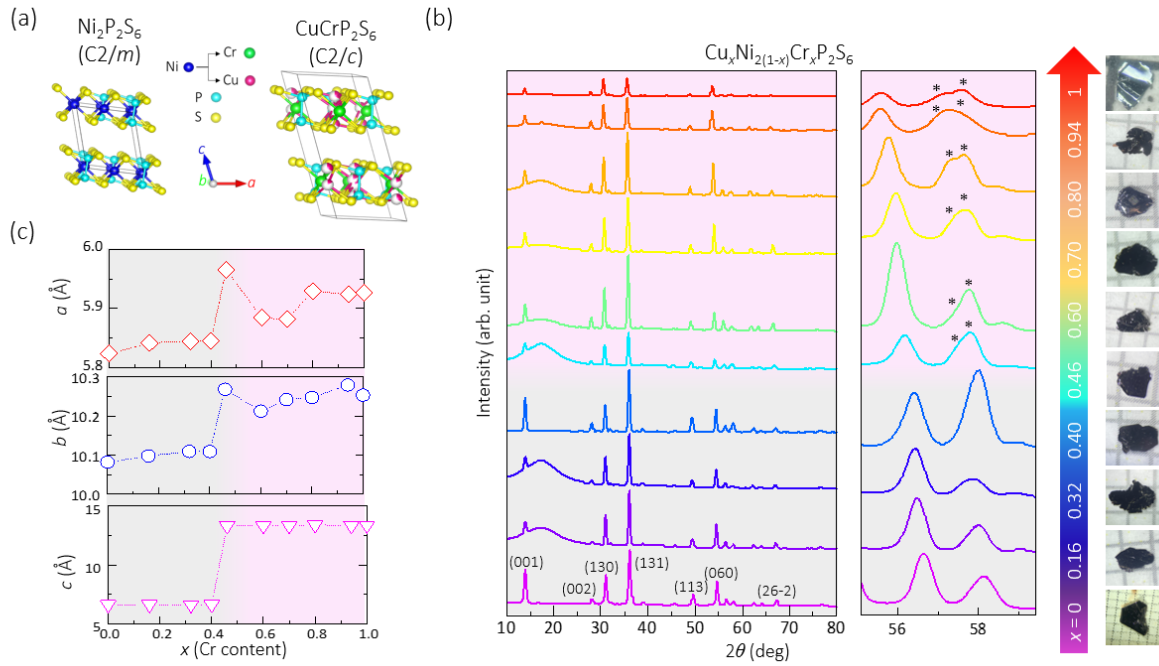 (a)
Ni₂P₂S₆
(C2/m)
CuCrP₂S₆
(C2/c)
Ni
Cr
Cu
P
S
c
b
a
(b)
CuₓNi₂₍₁₋ₓ₎CrₓP₂S₆
Intensity (arb. unit)
(001)
(002)
(130)
(131)
(113)
(060)
(26-2)
10 20 30 40 50 60 70 80
2θ (deg)
* *
* *
* *
* *
* *
* *
56 58
1
0.94
0.80
0.70
0.60
0.46
0.40
0.32
0.16
x = 0
(c)
6.0
5.9
5.8
a (Å)
10.3
10.2
10.1
10.0
b (Å)
15
10
5
c (Å)
0.0 0.2 0.4 0.6 0.8 1.0
x (Cr content)